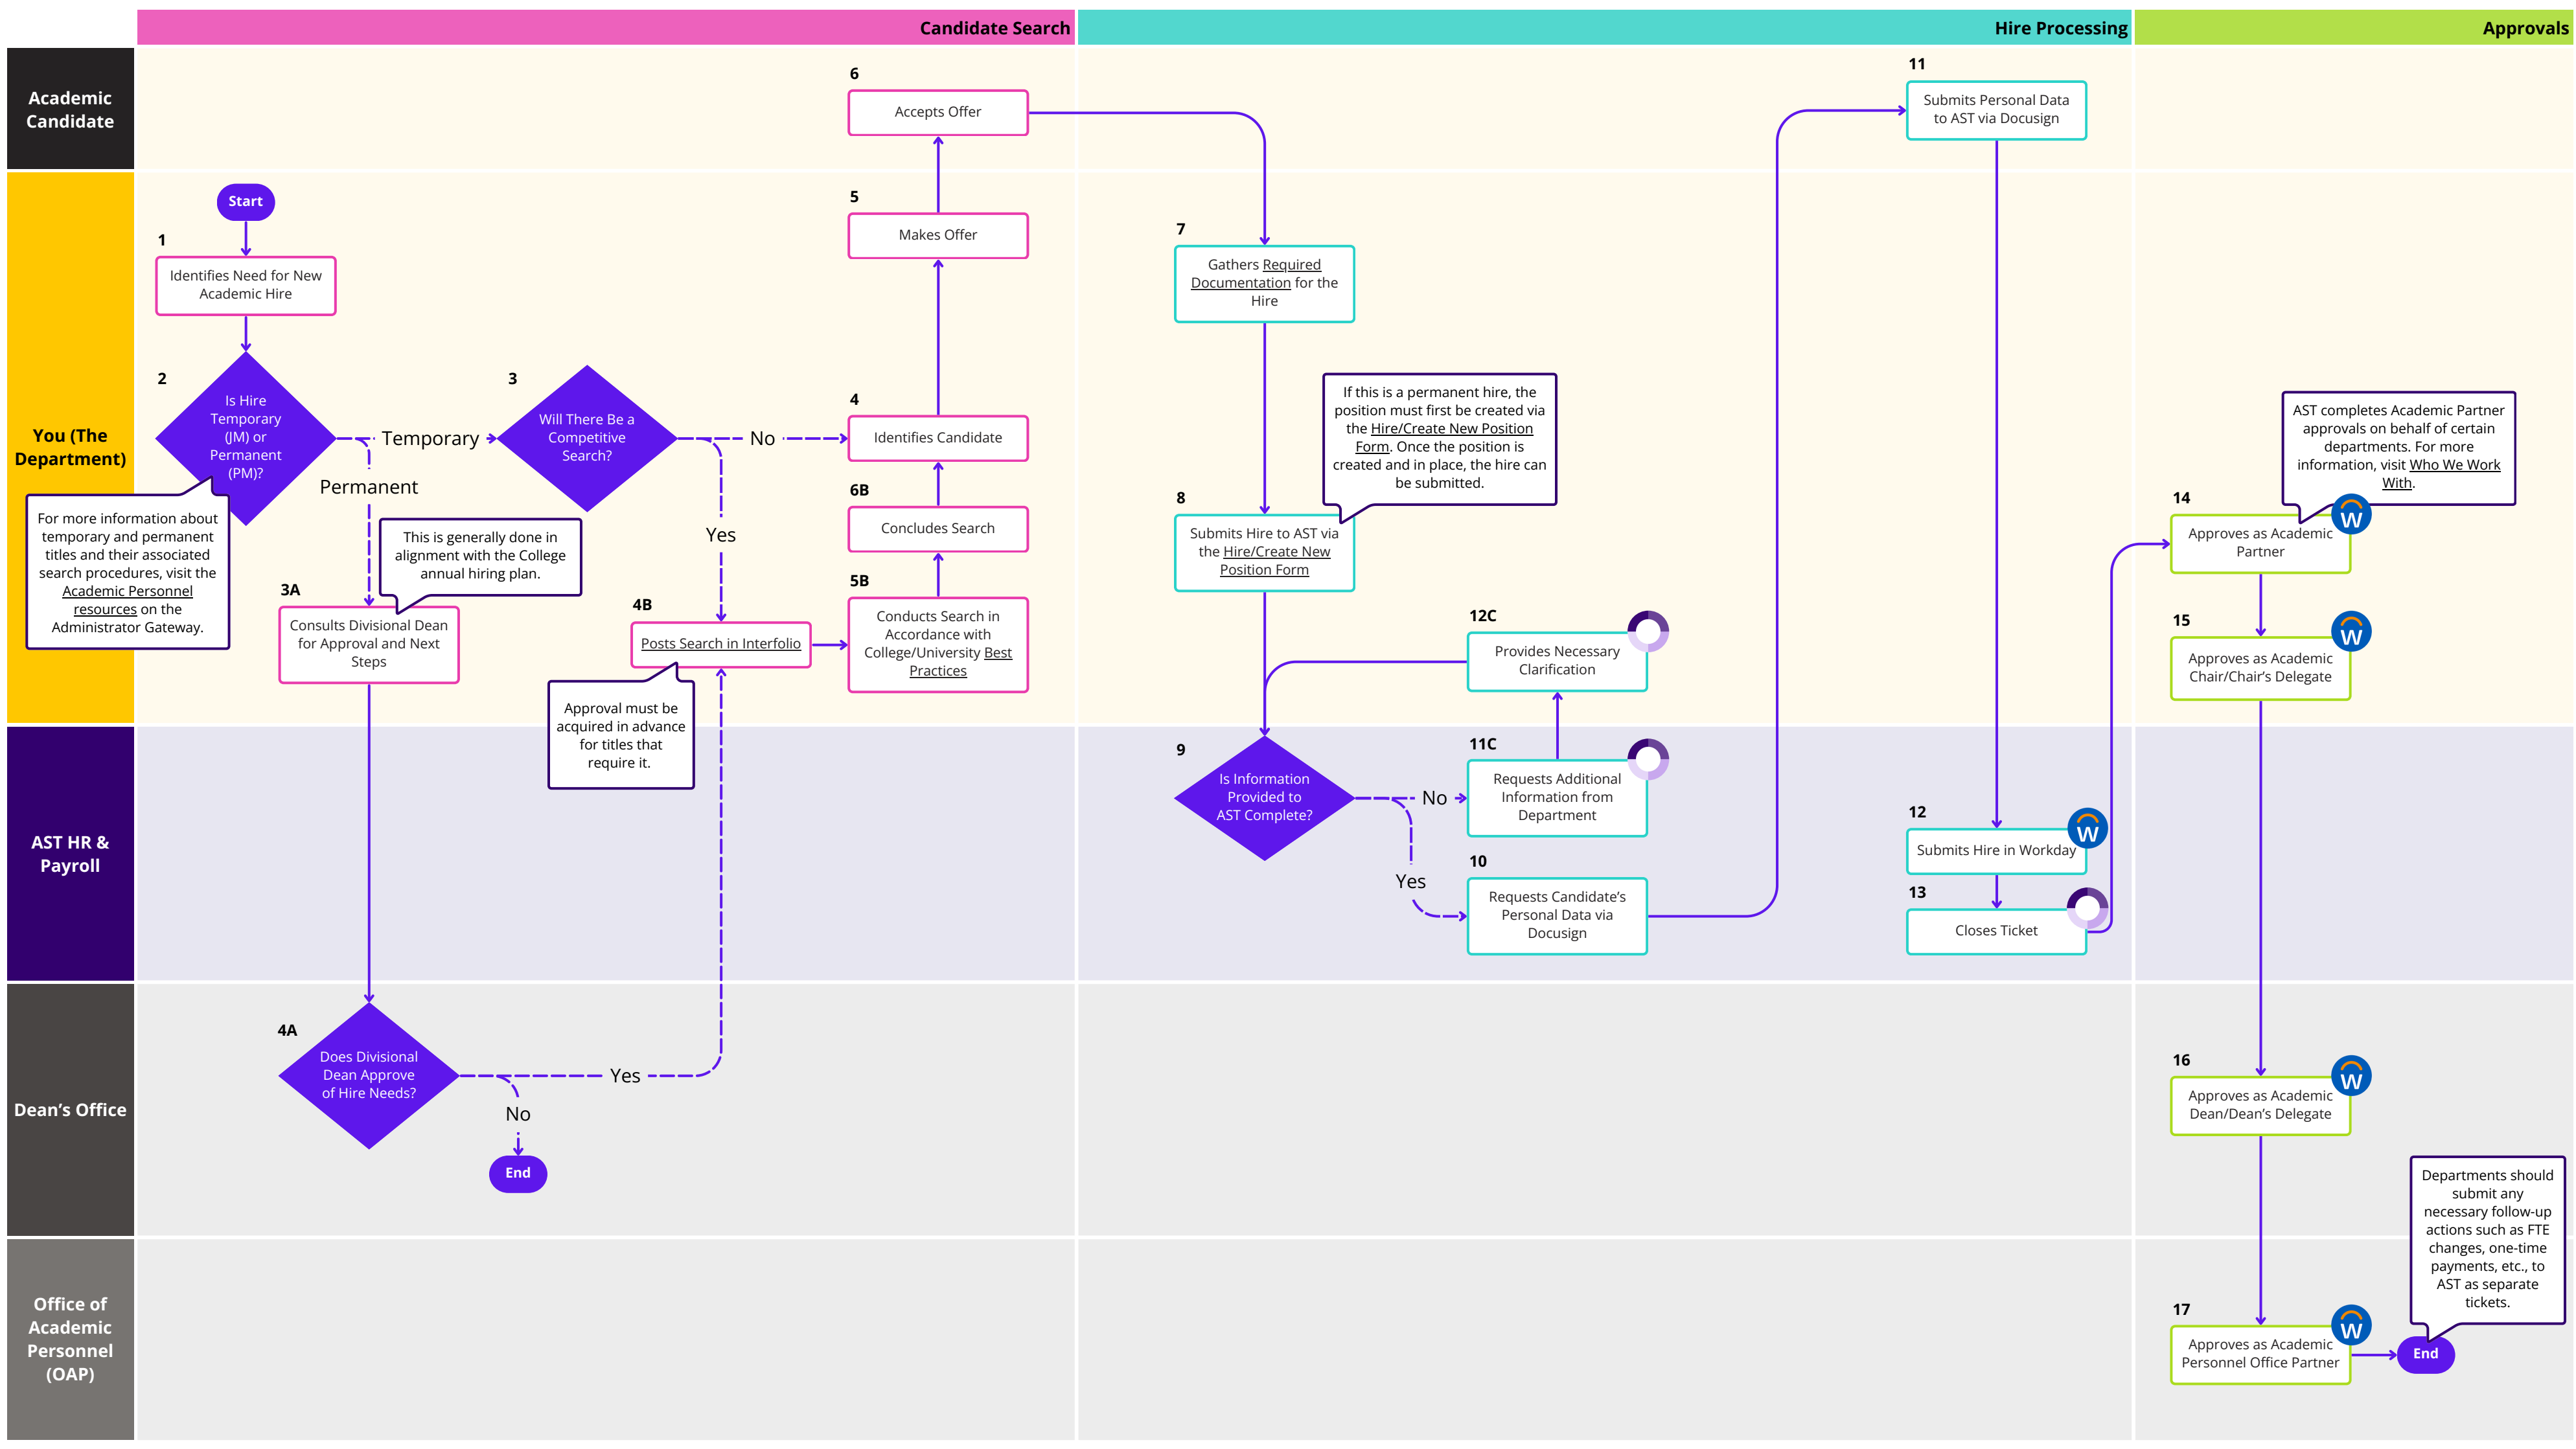 Candidate Search
Hire Processing
Approvals
Academic
Candidate
6
Accepts Offer
11
Submits Personal Data
to AST via Docusign
You (The
Department)
Start
1
Identifies Need for New
Academic Hire
2
Is Hire
Temporary
(JM) or
Permanent
(PM)?
For more information about
temporary and permanent
titles and their associated
search procedures, visit the
Academic Personnel
resources on the
Administrator Gateway.
Temporary
Permanent
3
Will There Be a
Competitive
Search?
No
Yes
3A
Consults Divisional Dean
for Approval and Next
Steps
This is generally done in
alignment with the College
annual hiring plan.
4B
Posts Search in Interfolio
Approval must be
acquired in advance
for titles that
require it.
5
Makes Offer
4
Identifies Candidate
6B
Concludes Search
5B
Conducts Search in
Accordance with
College/University Best
Practices
7
Gathers Required
Documentation for the
Hire
If this is a permanent hire, the
position must first be created via
the Hire/Create New Position
Form. Once the position is
created and in place, the hire can
be submitted.
8
Submits Hire to AST via
the Hire/Create New
Position Form
12C
Provides Necessary
Clarification
AST completes Academic Partner
approvals on behalf of certain
departments. For more
information, visit Who We Work
With.
14
W
Approves as Academic
Partner
15
W
Approves as Academic
Chair/Chair’s Delegate
AST HR &
Payroll
9
Is Information
Provided to
AST Complete?
No
Yes
11C
Requests Additional
Information from
Department
10
Requests Candidate’s
Personal Data via
Docusign
12
W
Submits Hire in Workday
13
Closes Ticket
Dean’s Office
4A
Does Divisional
Dean Approve
of Hire Needs?
Yes
No
End
16
W
Approves as Academic
Dean/Dean’s Delegate
Office of
Academic
Personnel
(OAP)
Departments should
submit any
necessary follow-up
actions such as FTE
changes, one-time
payments, etc., to
AST as separate
tickets.
17
W
Approves as Academic
Personnel Office Partner
End